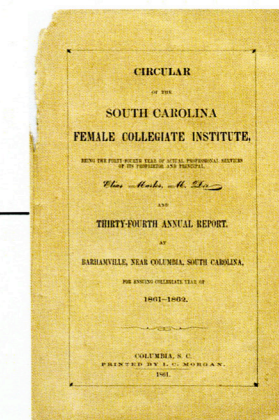 CIRCULAR
OF THE
SOUTH CAROLINA
FEMALE COLLEGIATE INSTITUTE,
BEING THE FORTY-FOURTH YEAR OF ACTUAL PROFESSIONAL SERVICES
OF ITS PROPRIETOR AND PRINCIPAL,
Elias Marks, M. D.
AND
THIRTY-FOURTH ANNUAL REPORT.
AT
BARHAMVILLE, NEAR COLUMBIA, SOUTH CAROLINA,
FOR ENSUING COLLEGIATE YEAR OF
1861-1862.
COLUMBIA, S. C.
PRINTED BY I. C. MORGAN.
1861.